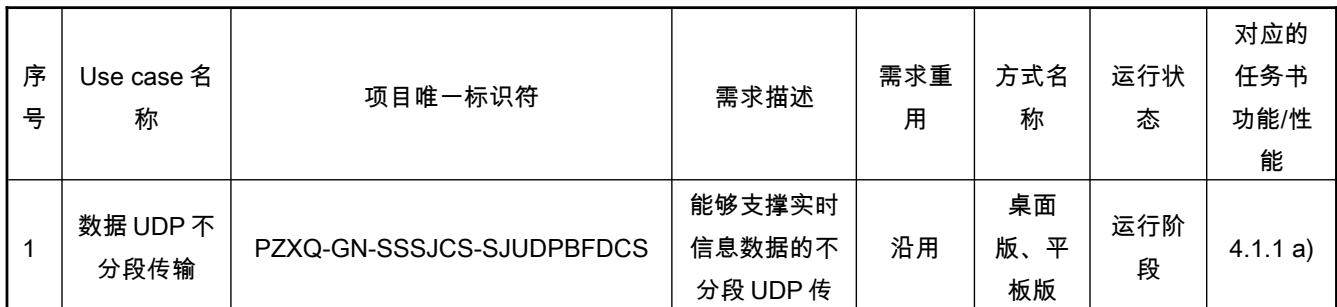 序号
Use case 名称
项目唯一标识符
需求描述
需求重用
方式名称
运行状态
对应的任务书功能/性能
1
数据 UDP 不分段传输
PZXQ-GN-SSSJCS-SJUDPBFDCS
能够支撑实时信息数据的不分段 UDP 传
沿用
桌面版、平板版
运行阶段
4.1.1 a)